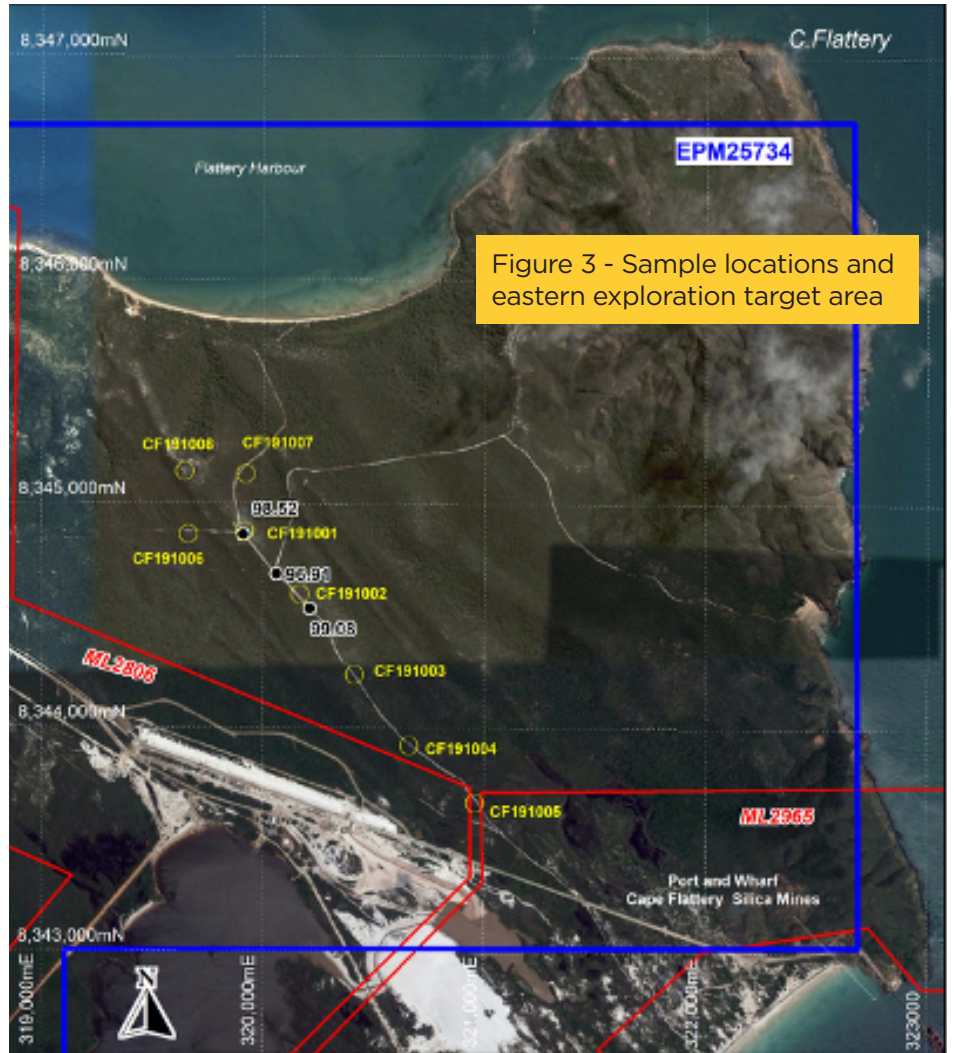 8,347,000mN
C.Flattery
EPM25734
Flattery Harbour
8,346,000mN
Figure 3 - Sample locations and
eastern exploration target area
CF191008
CF191007
8,345,000mN
98.52
CF191001
CF191006
95.91
CF191002
99.08
ML2806
CF191003
8,344,000mN
CF191004
CF191005
ML2965
Port and Wharf
Cape Flattery Silica Mines
8,343,000mN
319,000mE
N
320,000mE
321,000mE
322,000mE
323000